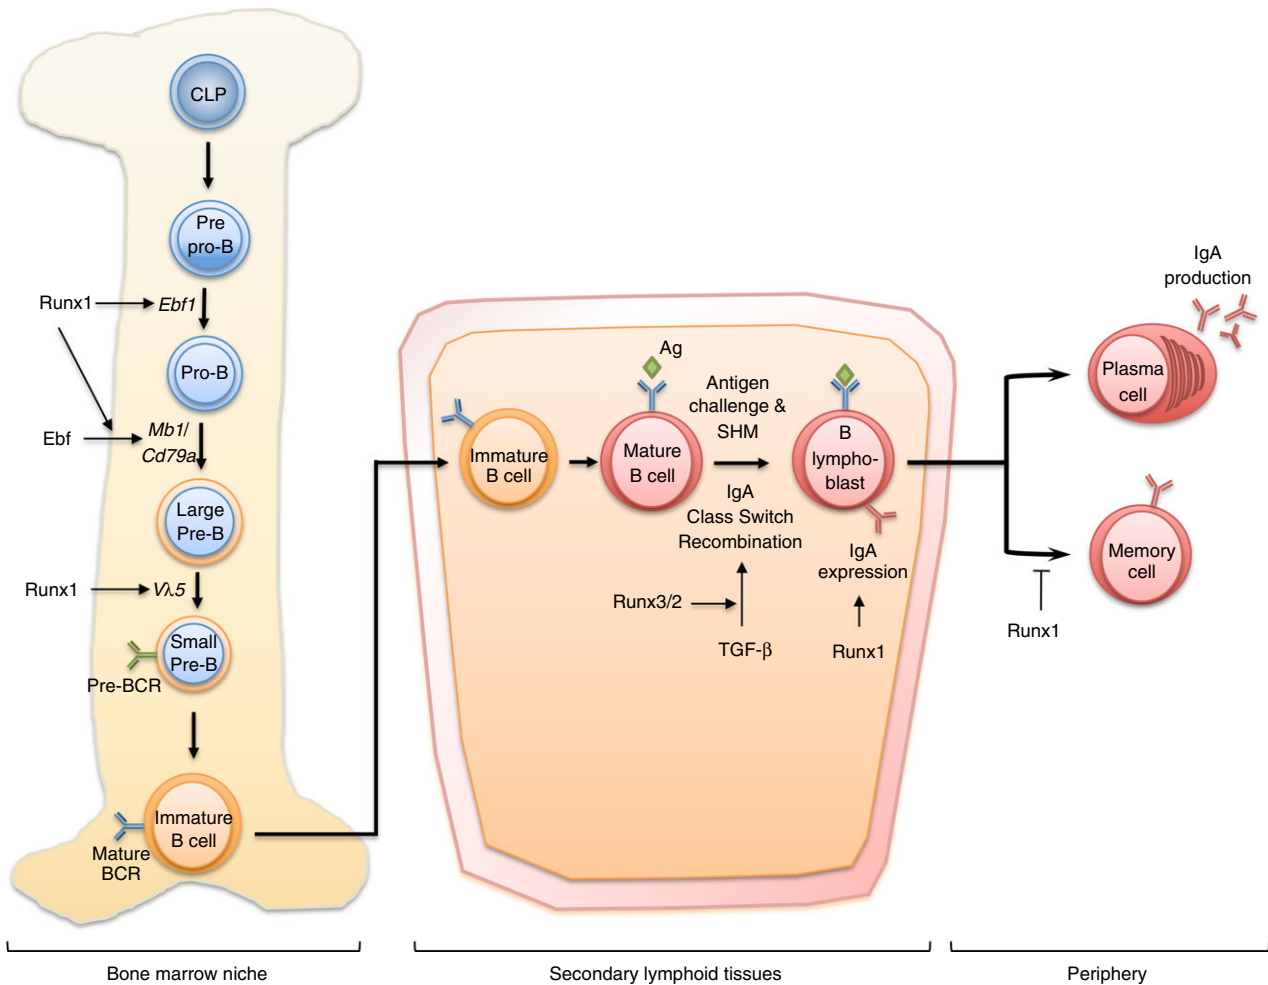 CLP
Pre
pro-B
Runx1
Ebf1
Pro-B
Ebf
Mb1/
Cd79a
Large
Pre-B
Runx1
Vλ5
Small
Pre-B
Pre-BCR
Immature
B cell
Mature
BCR
Bone marrow niche
Ag
Immature
B cell
Mature
B cell
Antigen
challenge &
SHM
IgA
Class Switch
Recombination
Runx3/2
TGF-β
B
lympho-
blast
IgA
expression
Runx1
Secondary lymphoid tissues
IgA
production
Plasma
cell
Memory
cell
Runx1
Periphery